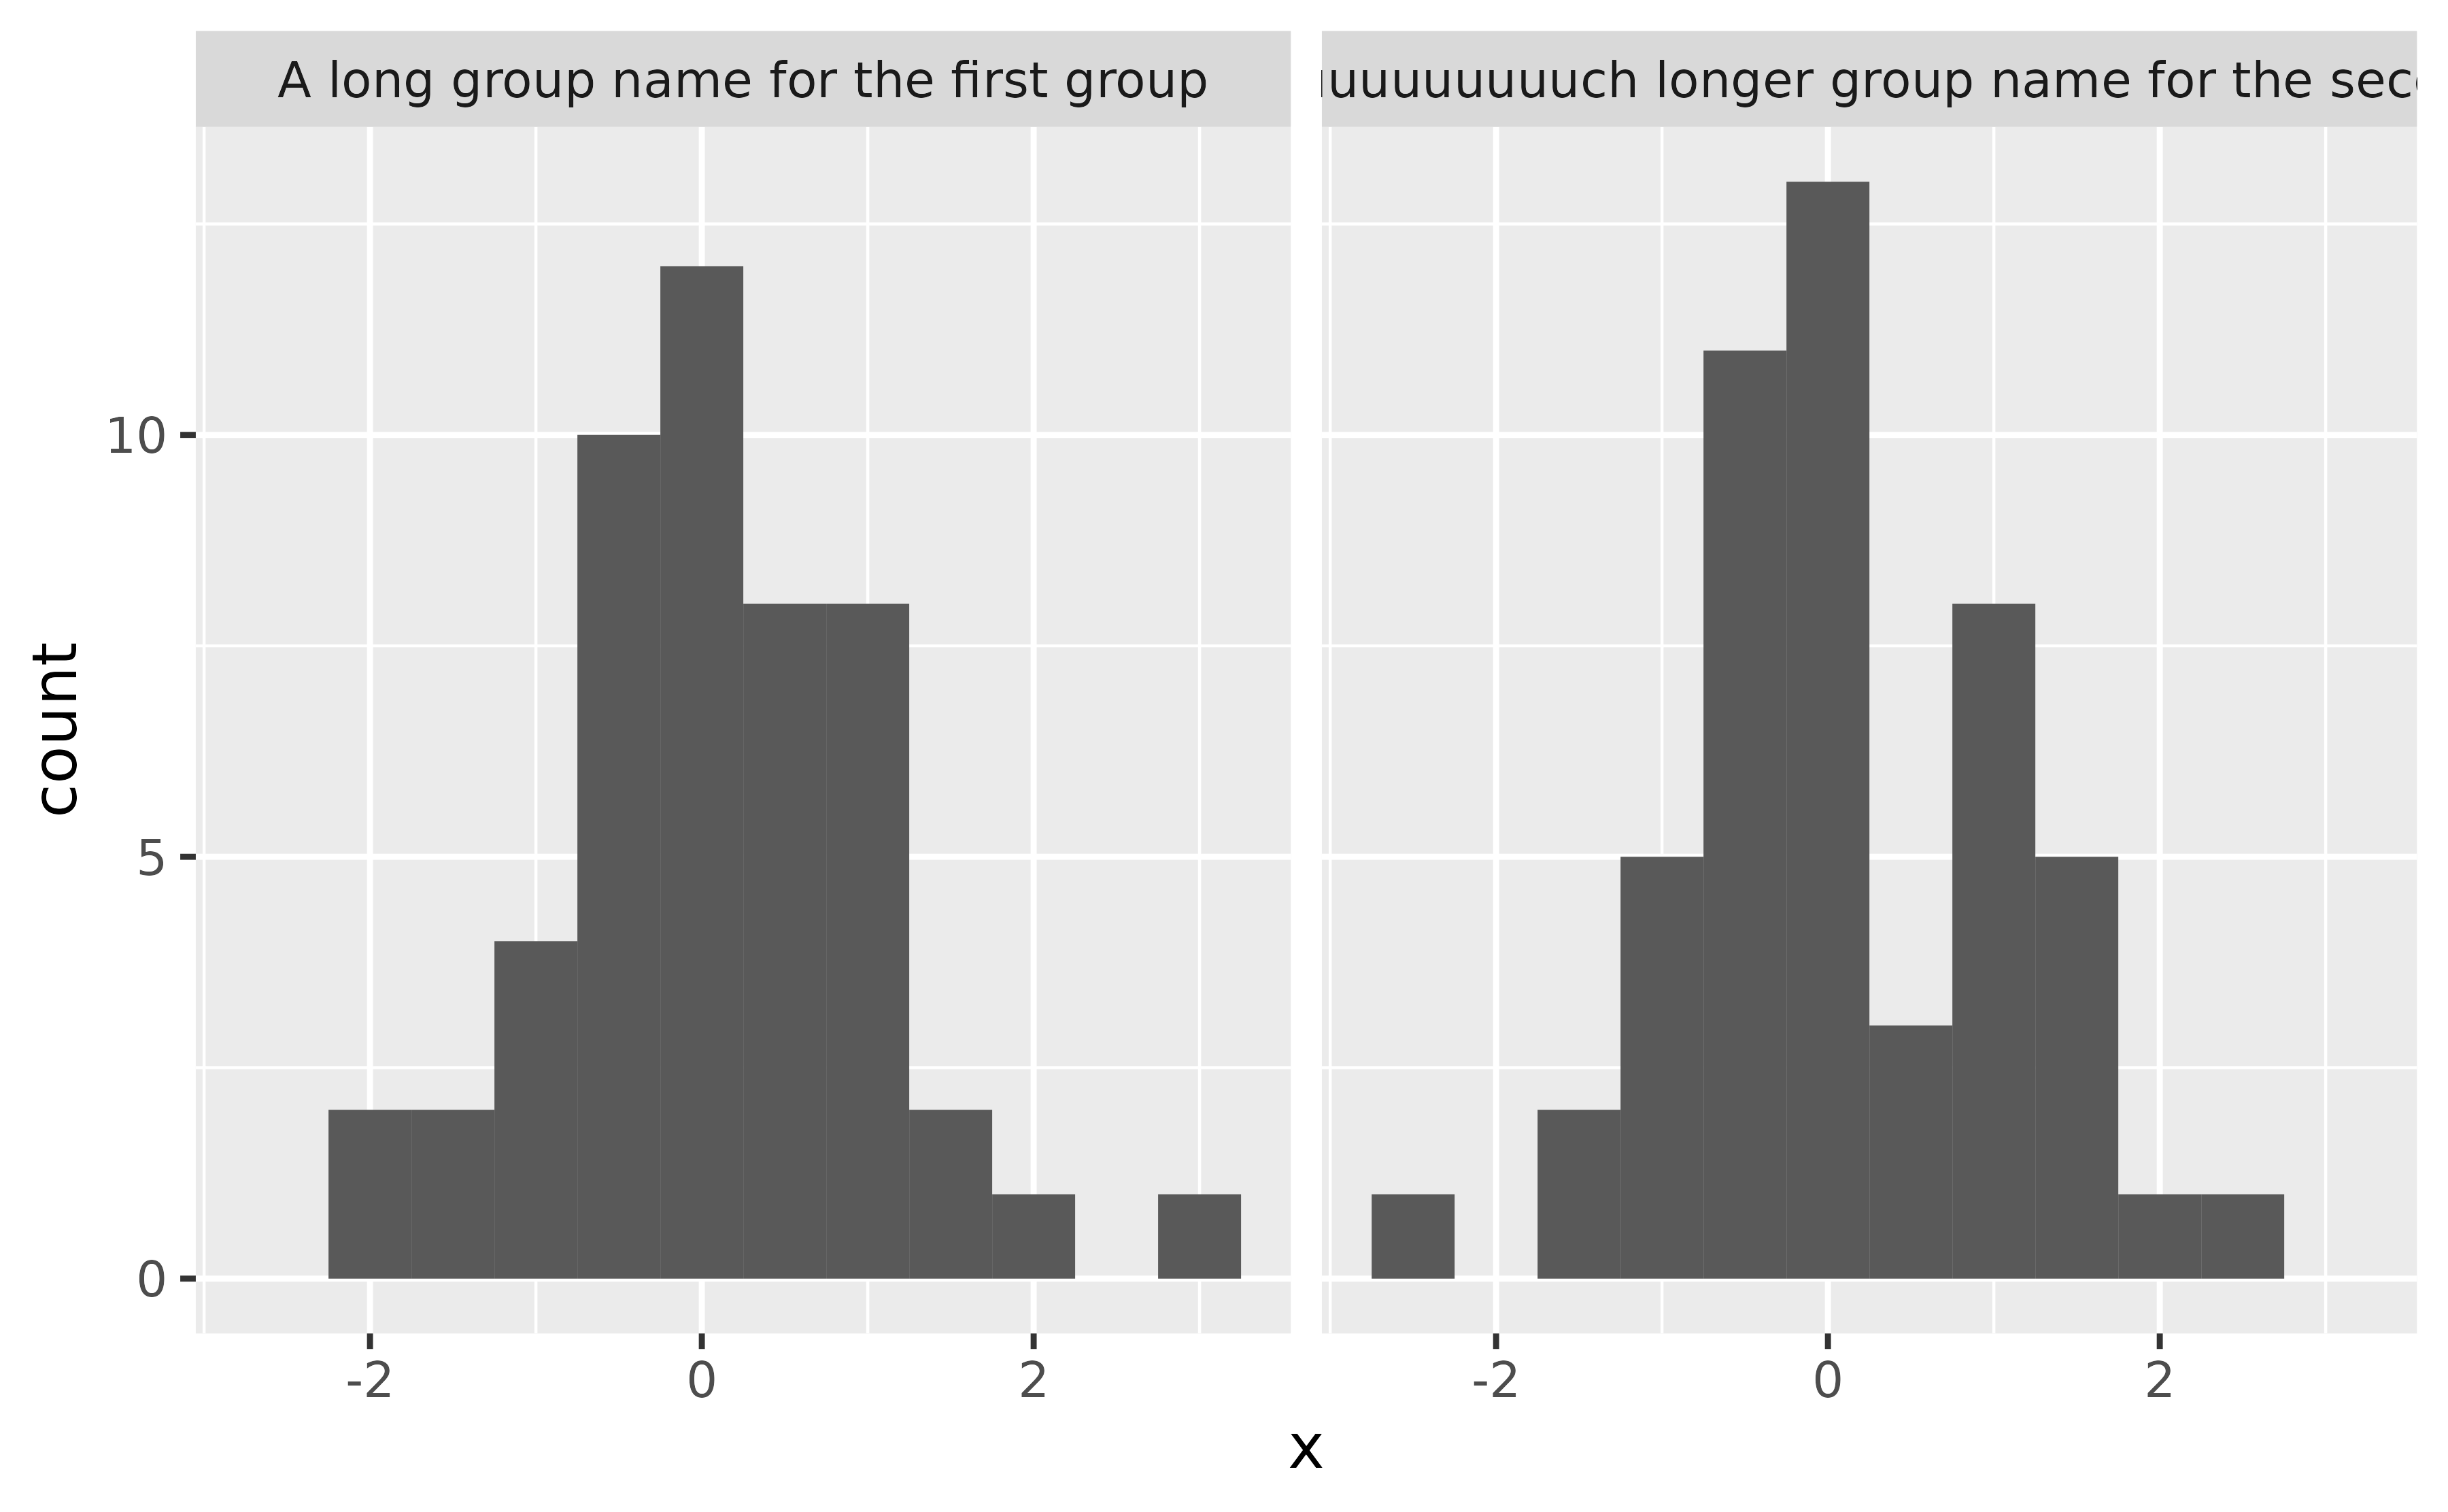 A long group name for the first group
uuuuuuuuuch longer group name for the sec
count
10
5
0
-2 0 2
-2 0 2
x